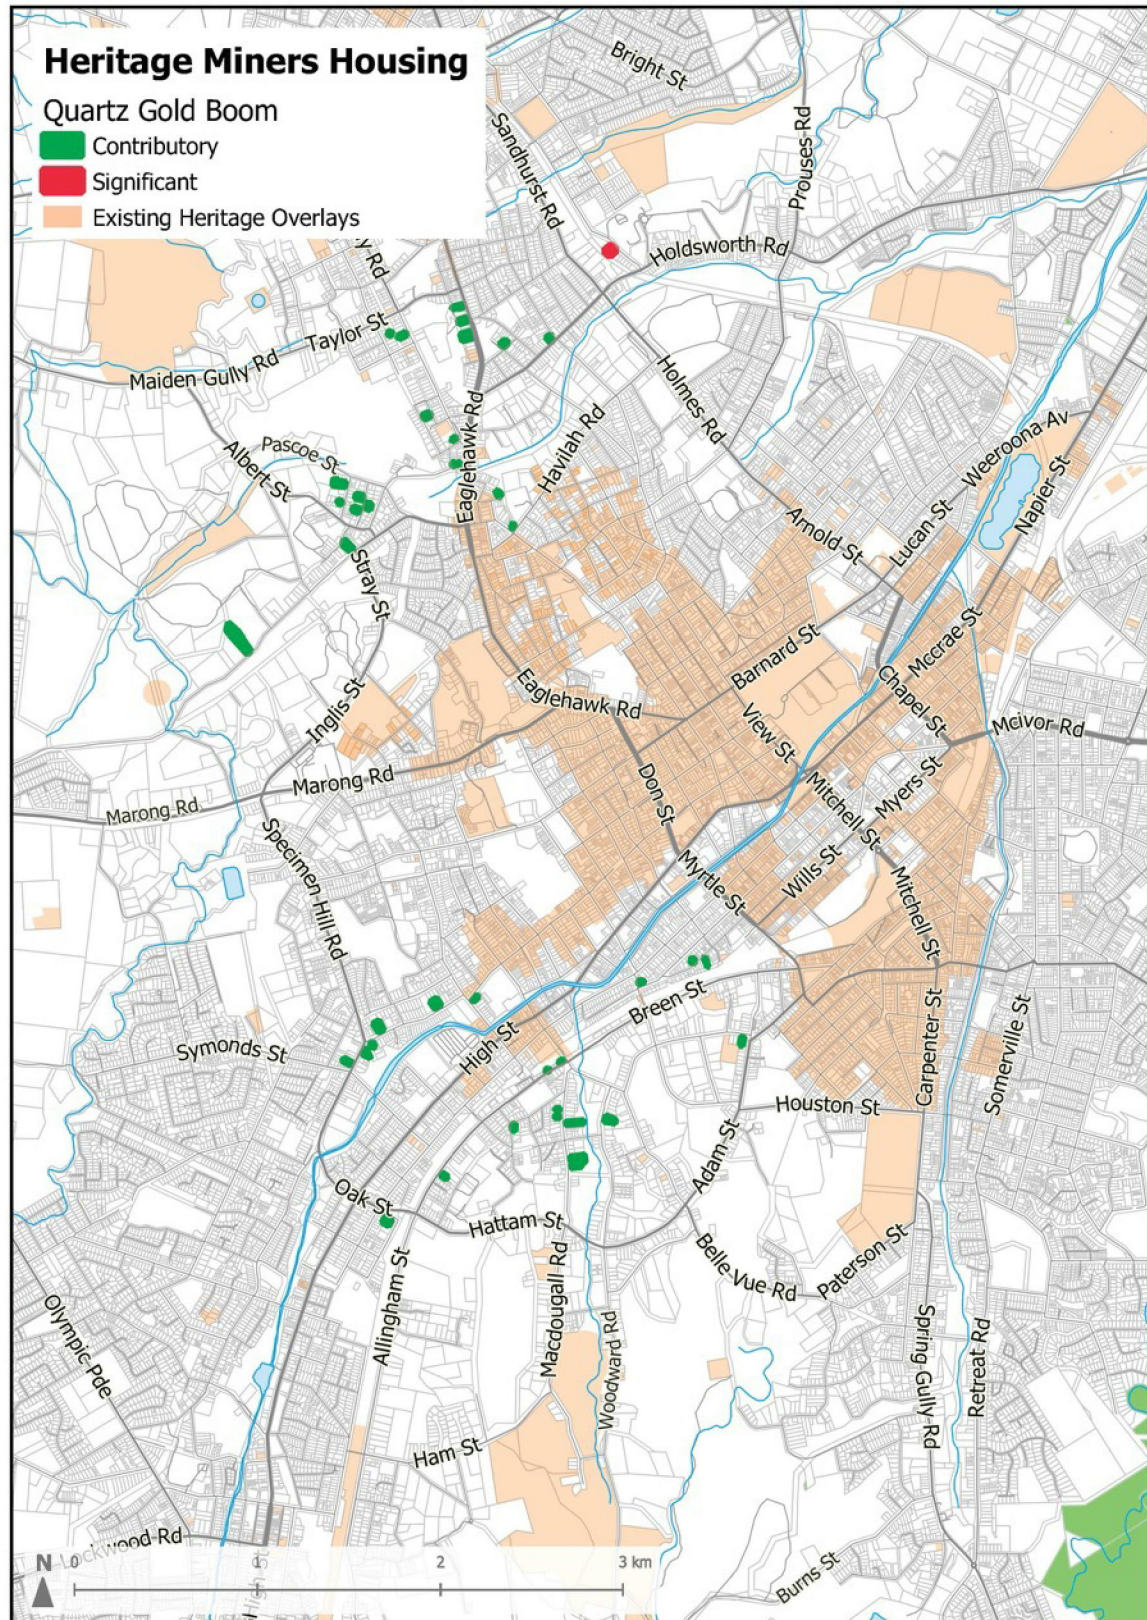 Heritage Miners Housing
Quartz Gold Boom
Contributory
Significant
Existing Heritage Overlays
Bright St
Sandhurst Rd
Prouses Rd
Holdsworth Rd
Taylor St
Maiden Gully Rd
Holmes Rd
Eaglehawk Rd
Havilah Rd
Pascoe St
Albert St
Weeroona Av
Napier St
Lucan St
Arnold St
Stray St
Mccrae St
Barnard St
Chapel St
Eaglehawk Rd
Inglis St
View St
Mcivor Rd
Marong Rd
Marong Rd
Don St
Mitchell St
Myers St
Specimen Hill Rd
Myrtle St
Wills St
Mitchell St
Breen St
Carpenter St
Somerville St
Symonds St
High St
Houston St
Adam St
Oak St
Hattam St
Belle Vue Rd
Paterson St
Macdougall Rd
Woodward Rd
Allingham St
Olympic Pde
Spring Gully Rd
Retreat Rd
Ham St
Burns St
N 0 1 2 3 km